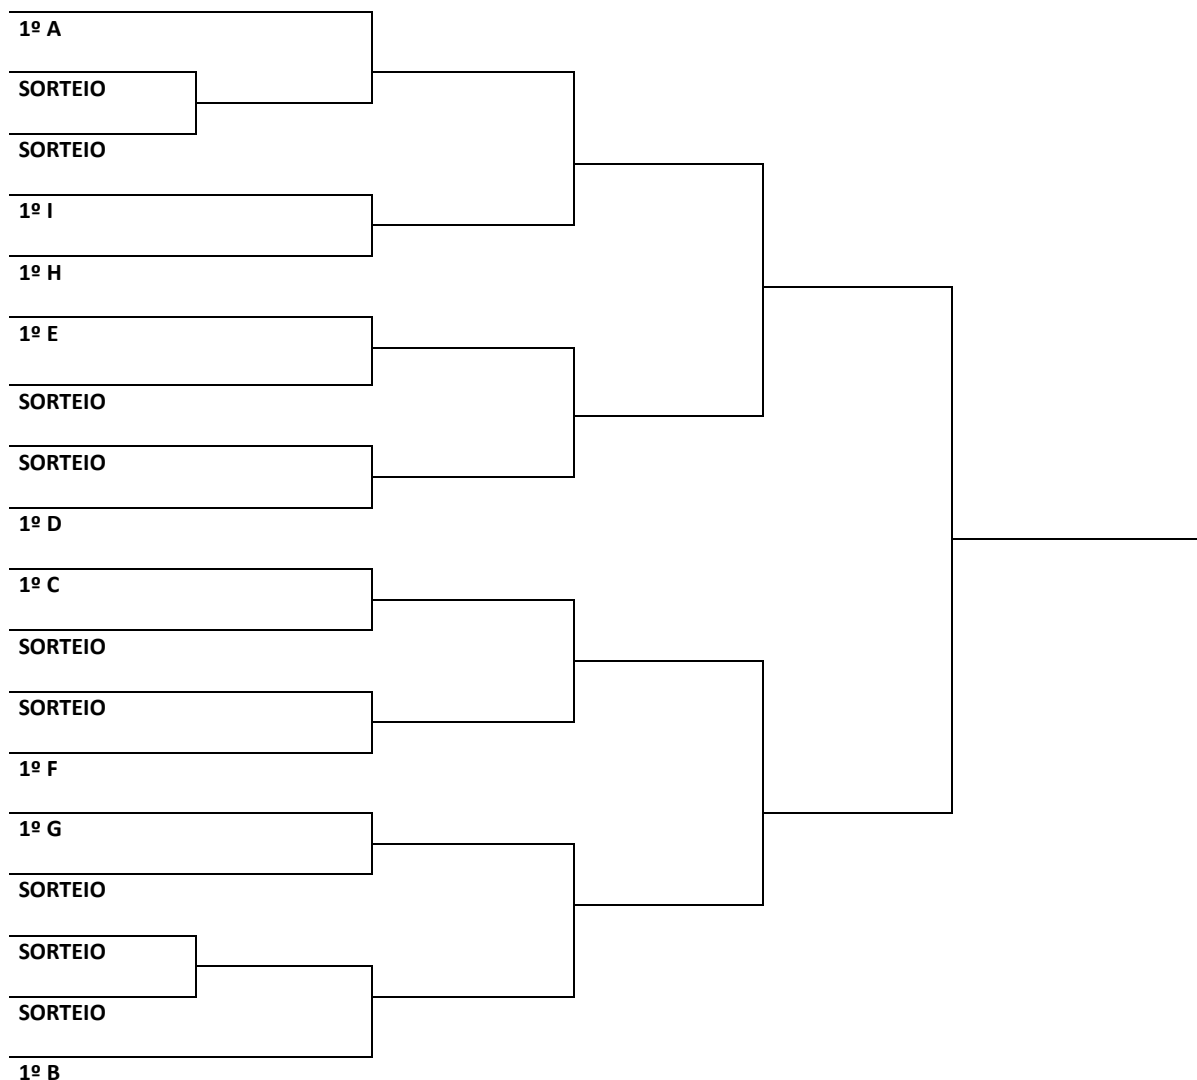 1º A
SORTEIO
SORTEIO
1º I
1º H
1º E
SORTEIO
SORTEIO
1º D
1º C
SORTEIO
SORTEIO
1º F
1º G
SORTEIO
SORTEIO
SORTEIO
1º B